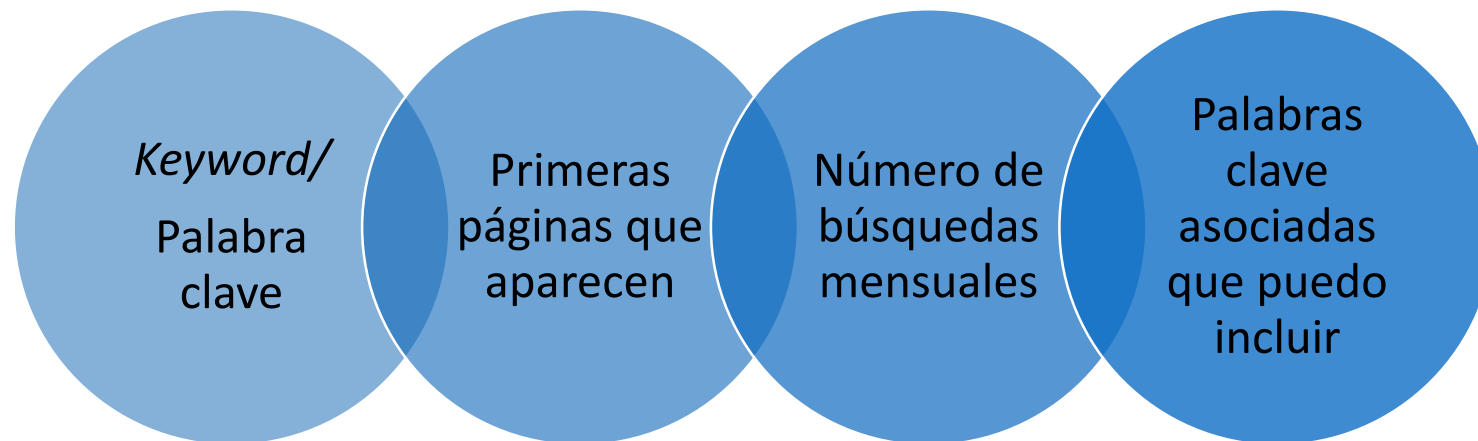 Keyword/
Palabra
clave
Primeras
páginas que
aparecen
Número de
búsquedas
mensuales
Palabras
clave
asociadas
que puedo
incluir